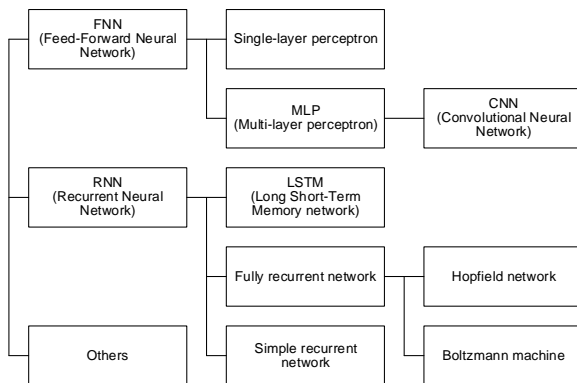 FNN
(Feed-Forward Neural
Network)
Single-layer perceptron
MLP
(Multi-layer perceptron)
CNN
(Convolutional Neural
Network)
RNN
(Recurrent Neural
Network)
LSTM
(Long Short-Term
Memory network)
Fully recurrent network
Hopfield network
Others
Simple recurrent
network
Boltzmann machine